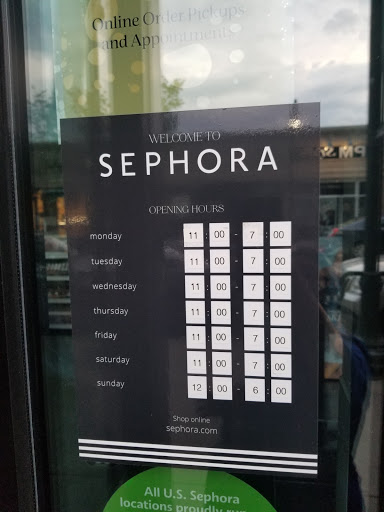 Online Order Pickups
and Appointments
WELCOME TO
SEPHORA
OPENING HOURS
monday 11:00 - 7:00
tuesday 11:00 - 7:00
wednesday 11:00 - 7:00
thursday 11:00 - 7:00
friday 11:00 - 7:00
saturday 11:00 - 7:00
sunday 12:00 - 6:00
Shop online
sephora.com
All U.S. Sephora
locations proudly run